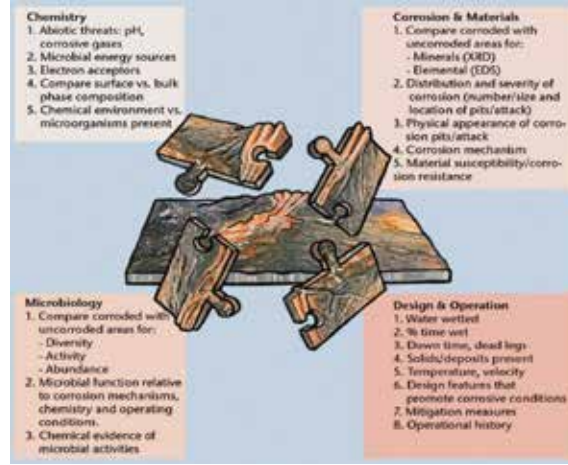 Chemistry
1. Abiotic threats: pH,
corrosive gases
2. Microbial energy sources
3. Electron acceptors
4. Compare surface vs. bulk
phase composition
5. Chemical environment vs.
microorganisms present
Corrosion & Materials
1. Compare corroded with
uncorroded areas for:
- Minerals (XRD)
- Elemental (EDS)
2. Distribution and severity of
corrosion (number/size and
location of pits/attack)
3. Physical appearance of corro-
sion pits/attack
4. Corrosion mechanism
5. Material susceptibility/corro-
sion resistance
Microbiology
1. Compare corroded with
uncorroded areas for:
- Diversity
- Activity
- Abundance
2. Microbial function relative
to corrosion mechanisms,
chemistry and operating
conditions.
3. Chemical evidence of
microbial activities
Design & Operation
1. Water wetted
2. % time wet
3. Down time, dead legs
4. Solids/deposits present
5. Temperature, velocity
6. Design features that
promote corrosive conditions
7. Mitigation measures
8. Operational history